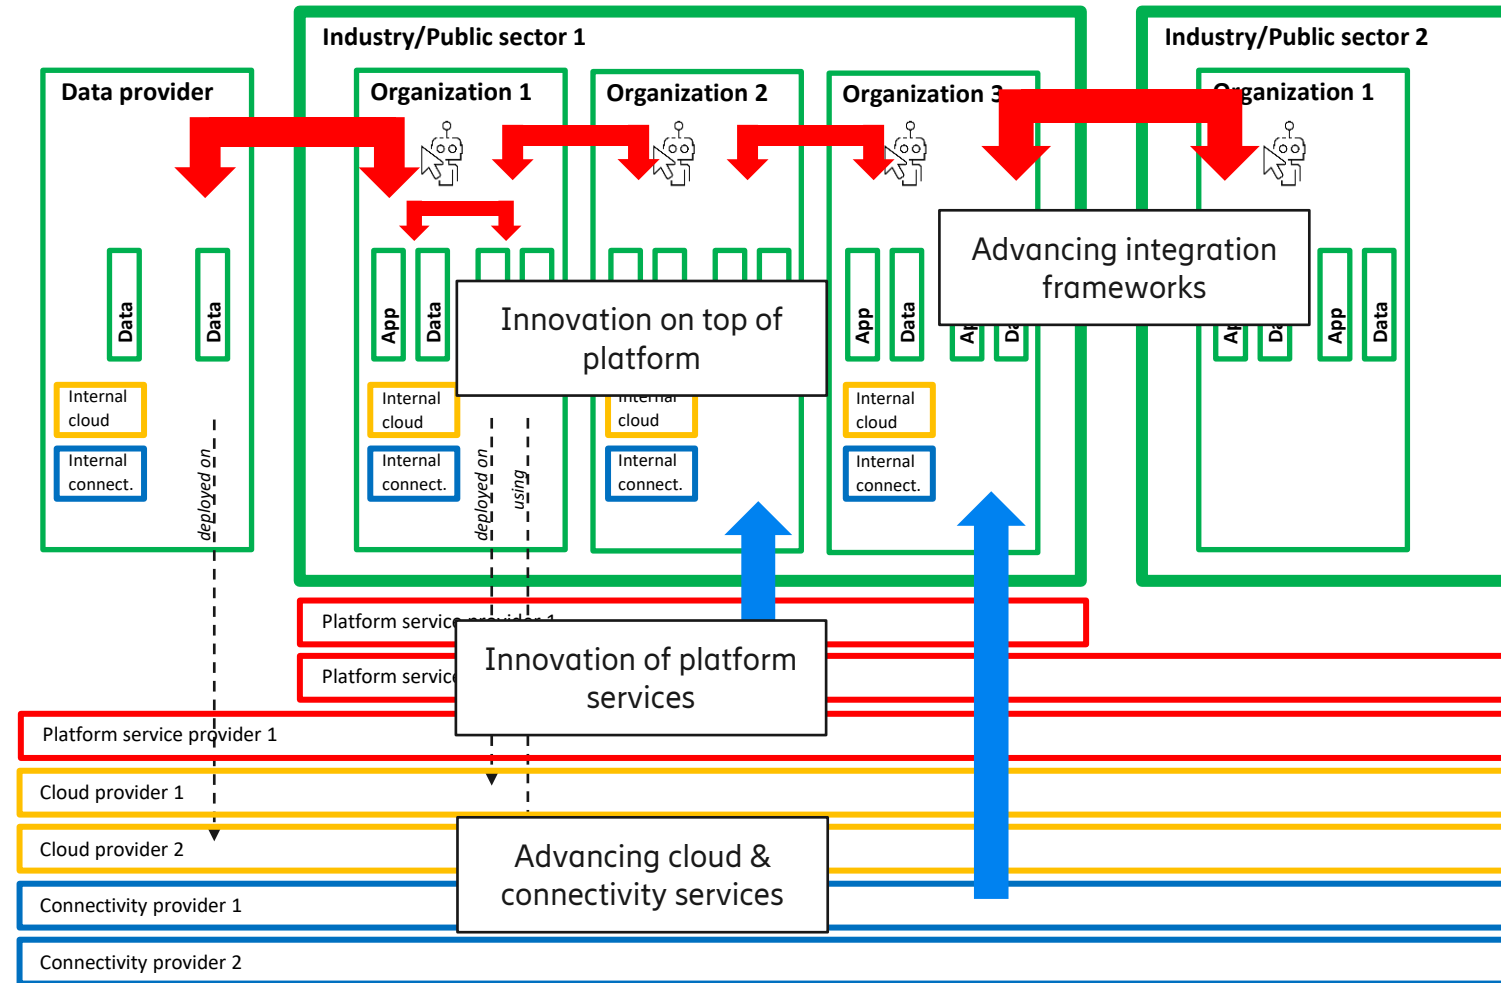 Industry/Public sector 1
Industry/Public sector 2
Data provider
Organization 1
Organization 2
Organization 3
Organization 1
Advancing integration
frameworks
Data
Data
App
Data
App
Data
App
Data
Innovation on top of
platform
Internal
cloud
Internal
cloud
cloud
Internal
cloud
Internal
connect.
Internal
connect.
Internal
connect.
Internal
connect.
deployed on
deployed on
using
Platform service provider 1
Platform service
Innovation of platform
services
Platform service provider 1
Cloud provider 1
Cloud provider 2
Advancing cloud &
connectivity services
Connectivity provider 1
Connectivity provider 2